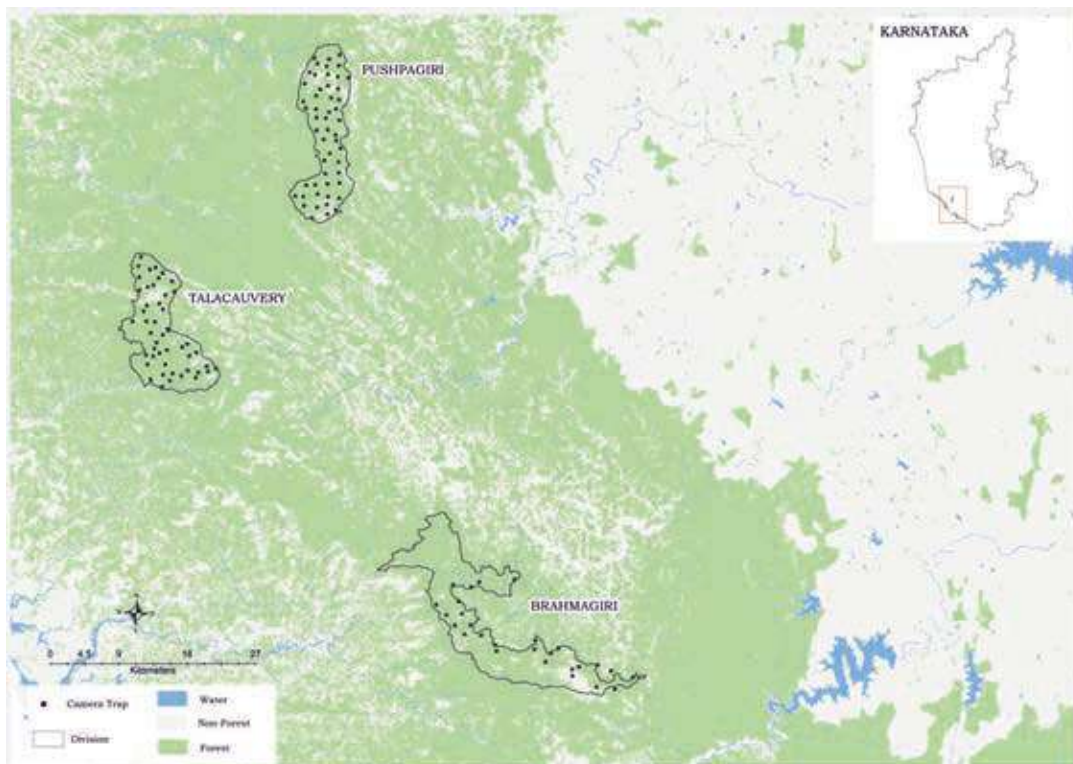 KARNATAKA
PUSHPAGIRI
TALACAUVERY
BRAHMAGIRI
0 4.5 9 18 27
Kilometers
Camera Trap
Division
Water
Non-Forest
Forest